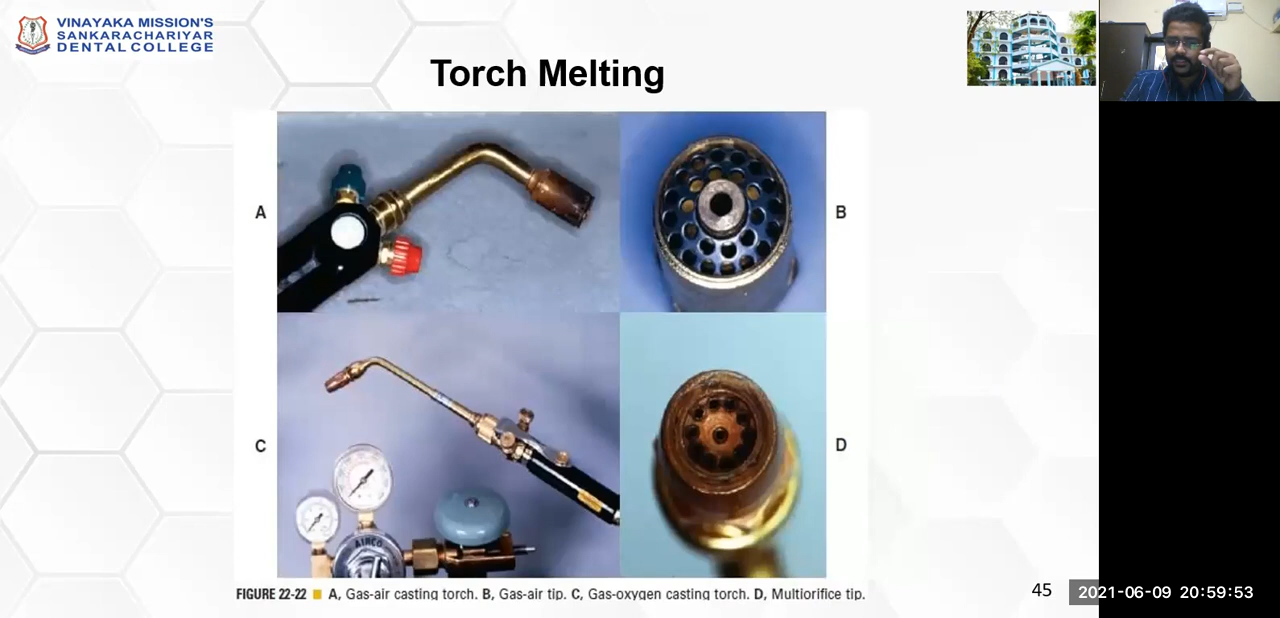 VINAYAKA MISSION'S
SANKARACHARIYAR
DENTAL COLLEGE
Torch Melting
A
B
C
D
AIRCO
FIGURE 22-22 A, Gas-air casting torch. B, Gas-air tip. C, Gas-oxygen casting torch. D, Multiorifice tip.
45
2021-06-09 20:59:53